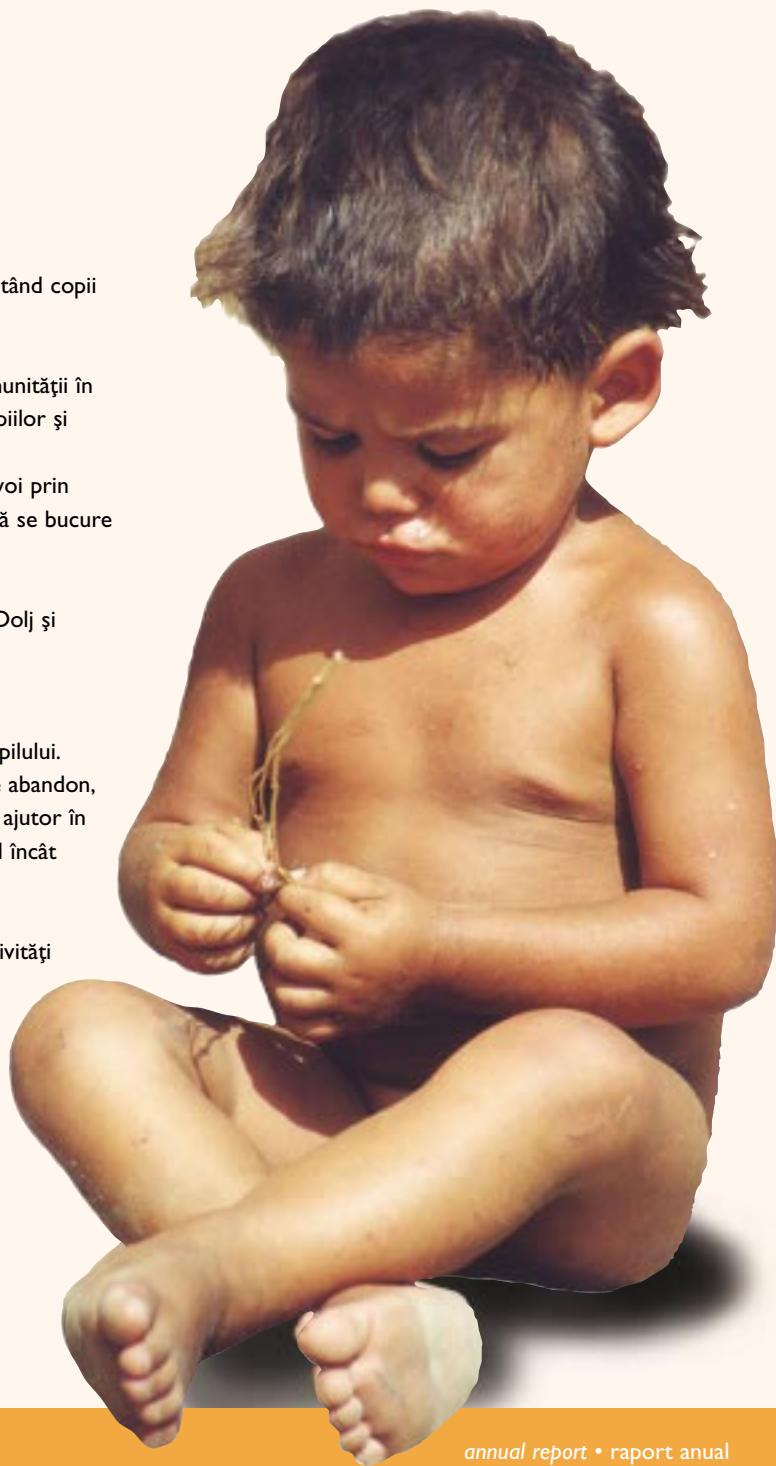 tând copii
unităţii în
piilor şi
voi prin
ă se bucure
Dolj şi
pilului.
abandon,
ajutor în
l încât
ivităţi
annual report • raport anual